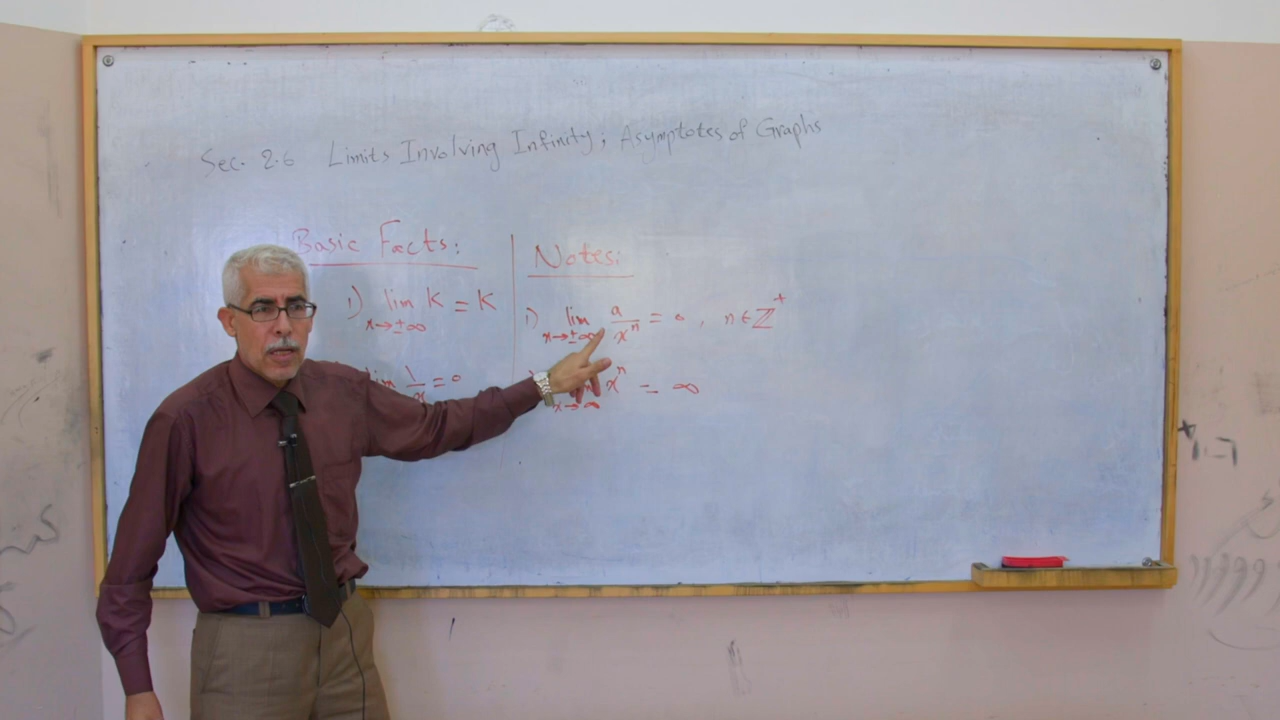 Sec. 2.6 Limits Involving Infinity; Asymptotes of Graphs
Basic Facts:
1) lim K = K
x→±∞
lim 1/x = 0
Notes:
1) lim a/xⁿ = 0, n∈ℤ⁺
x→±∞
xⁿ = ∞
x→∞